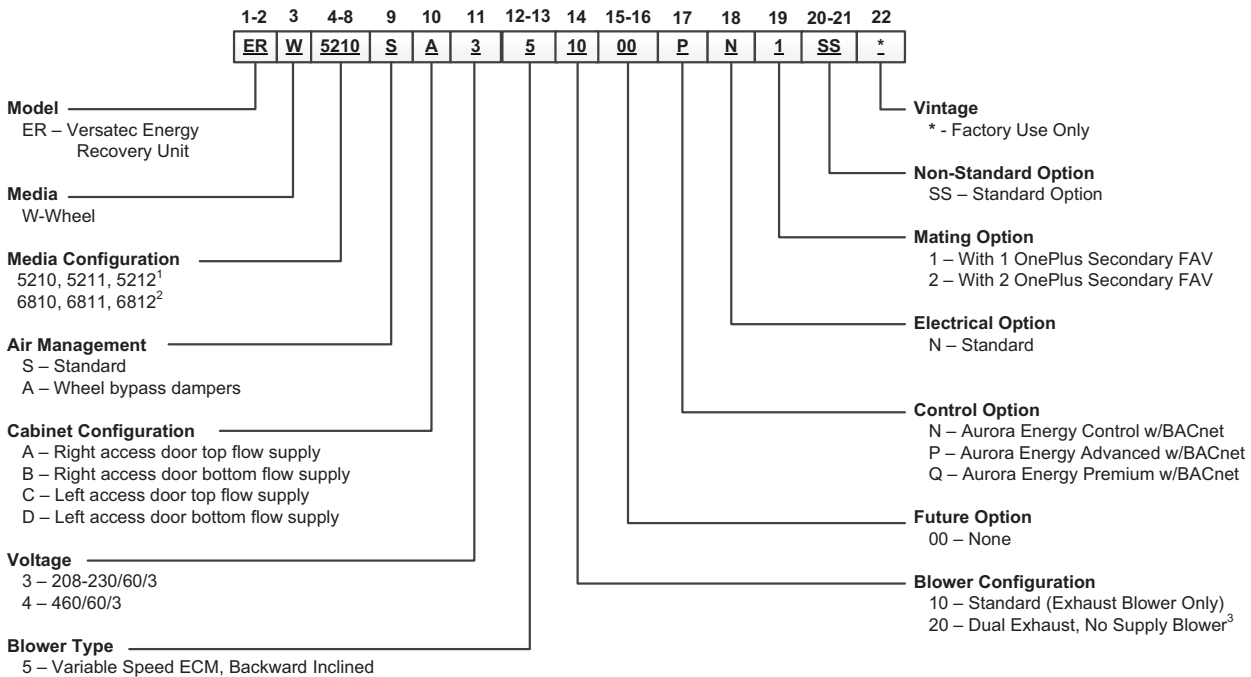 1-2 3 4-8 9 10 11 12-13 14 15-16 17 18 19 20-21 22
ER W 5210 S A 3 5 10 00 P N 1 SS *
Model
ER – Versatec Energy
Recovery Unit
Media
W-Wheel
Media Configuration
5210, 5211, 5212¹
6810, 6811, 6812²
Air Management
S – Standard
A – Wheel bypass dampers
Cabinet Configuration
A – Right access door top flow supply
B – Right access door bottom flow supply
C – Left access door top flow supply
D – Left access door bottom flow supply
Voltage
3 – 208-230/60/3
4 – 460/60/3
Blower Type
5 – Variable Speed ECM, Backward Inclined
Vintage
* - Factory Use Only
Non-Standard Option
SS – Standard Option
Mating Option
1 – With 1 OnePlus Secondary FAV
2 – With 2 OnePlus Secondary FAV
Electrical Option
N – Standard
Control Option
N – Aurora Energy Control w/BACnet
P – Aurora Energy Advanced w/BACnet
Q – Aurora Energy Premium w/BACnet
Future Option
00 – None
Blower Configuration
10 – Standard (Exhaust Blower Only)
20 – Dual Exhaust, No Supply Blower³